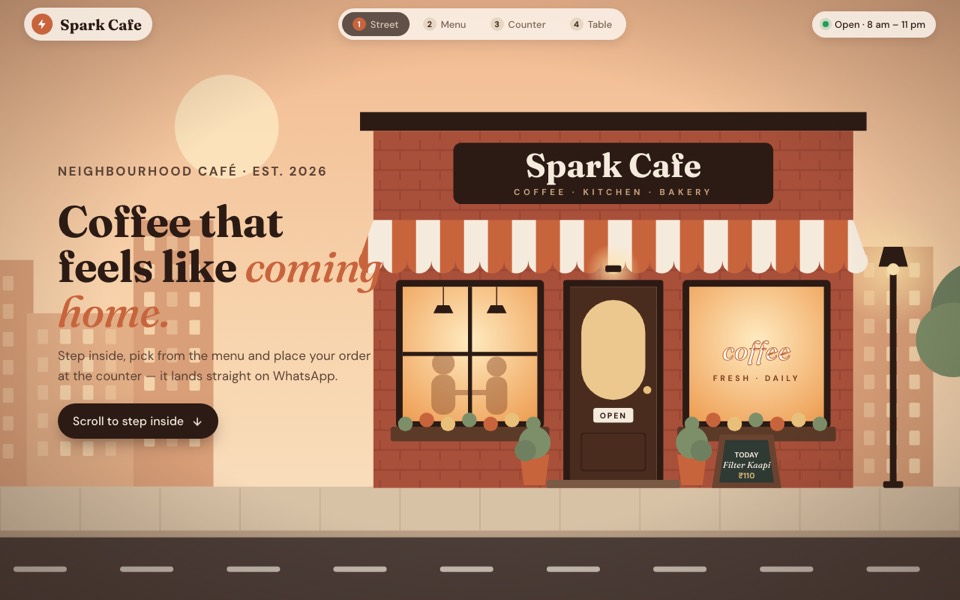 Spark Cafe
1 Street
2 Menu
3 Counter
4 Table
Open · 8 am – 11 pm
NEIGHBOURHOOD CAFÉ · EST. 2026
Coffee that
feels like coming
home.
Step inside, pick from the menu and place your order
at the counter — it lands straight on WhatsApp.
Scroll to step inside ↓
Spark Cafe
COFFEE · KITCHEN · BAKERY
OPEN
coffee
FRESH · DAILY
TODAY
Filter Kaapi
₹110